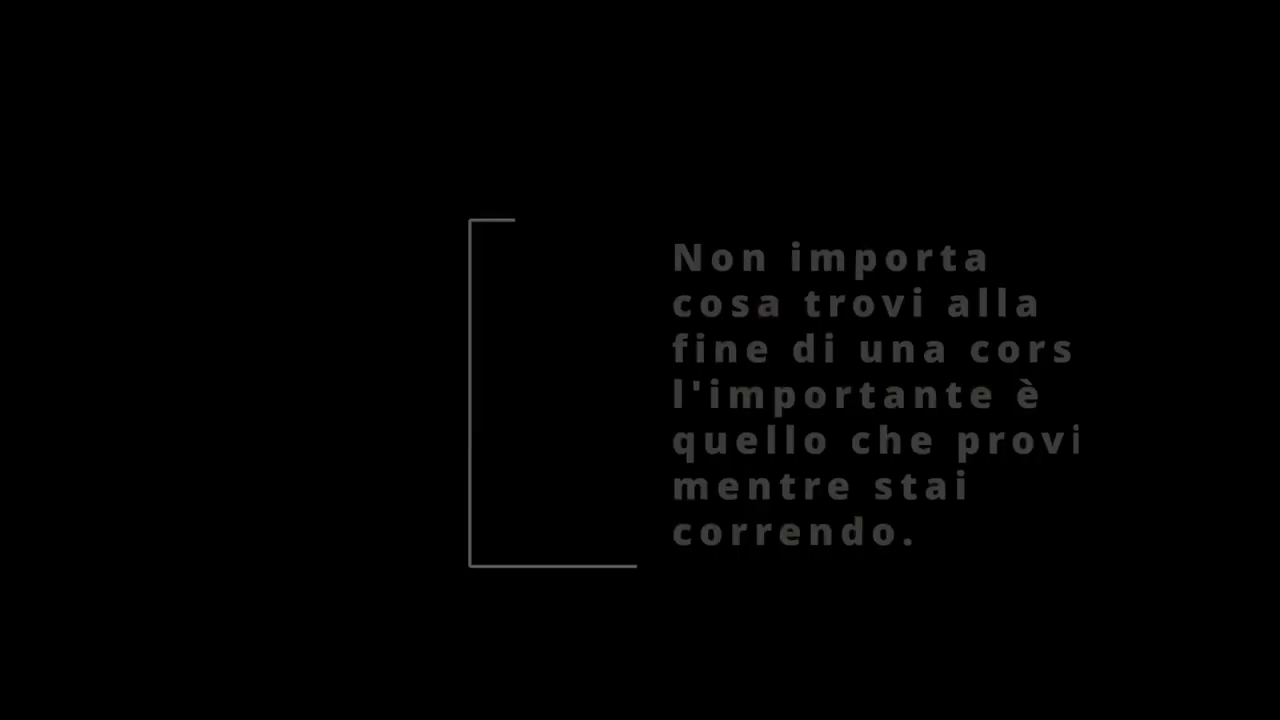 Non importa
cosa trovi alla
fine di una cors
l'importante è
quello che provi
mentre stai
correndo.